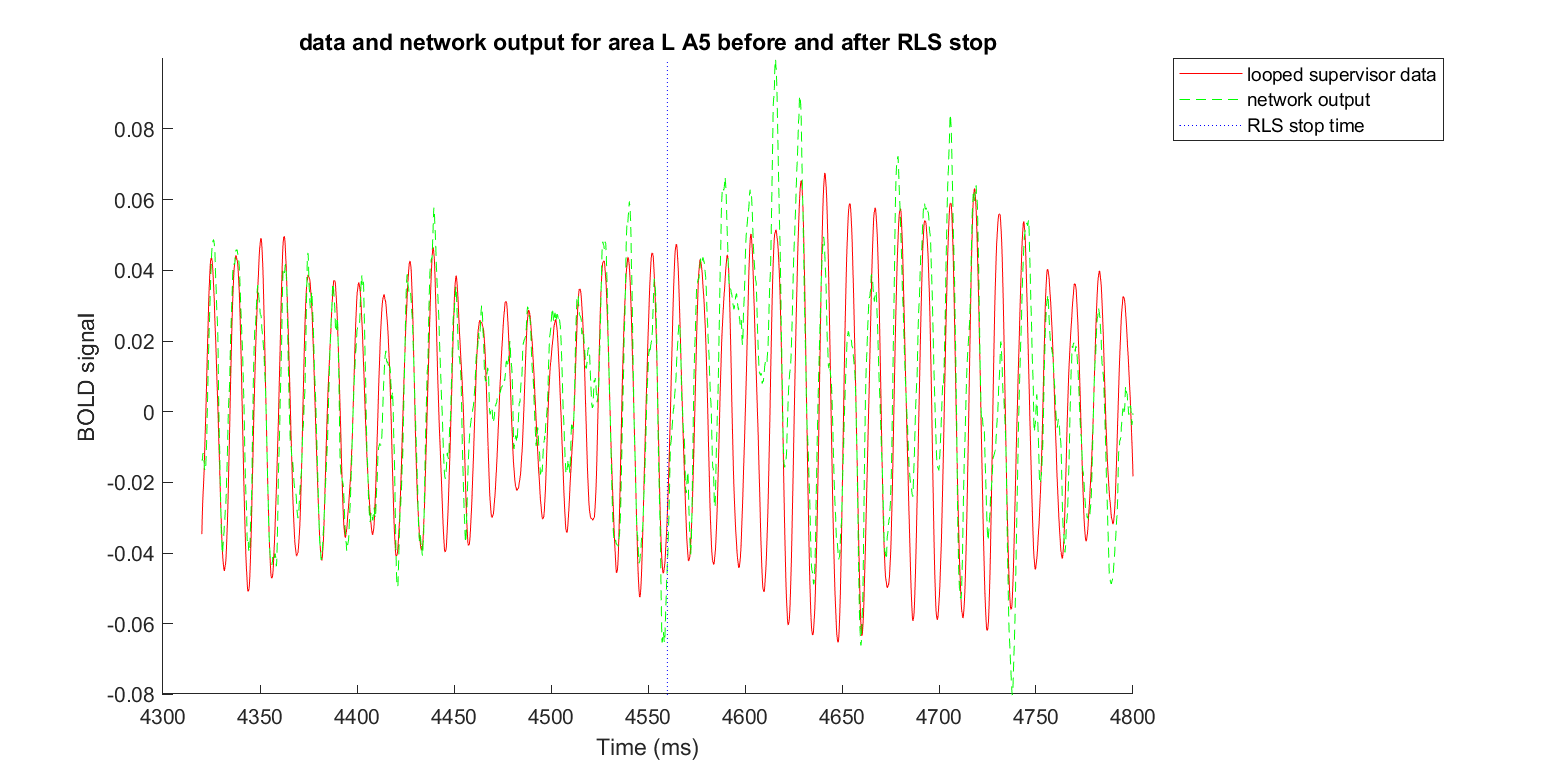 data and network output for area L A5 before and after RLS stop
looped supervisor data
network output
RLS stop time
BOLD signal
0.08
0.06
0.04
0.02
0
-0.02
-0.04
-0.06
-0.08
4300 4350 4400 4450 4500 4550 4600 4650 4700 4750 4800
Time (ms)